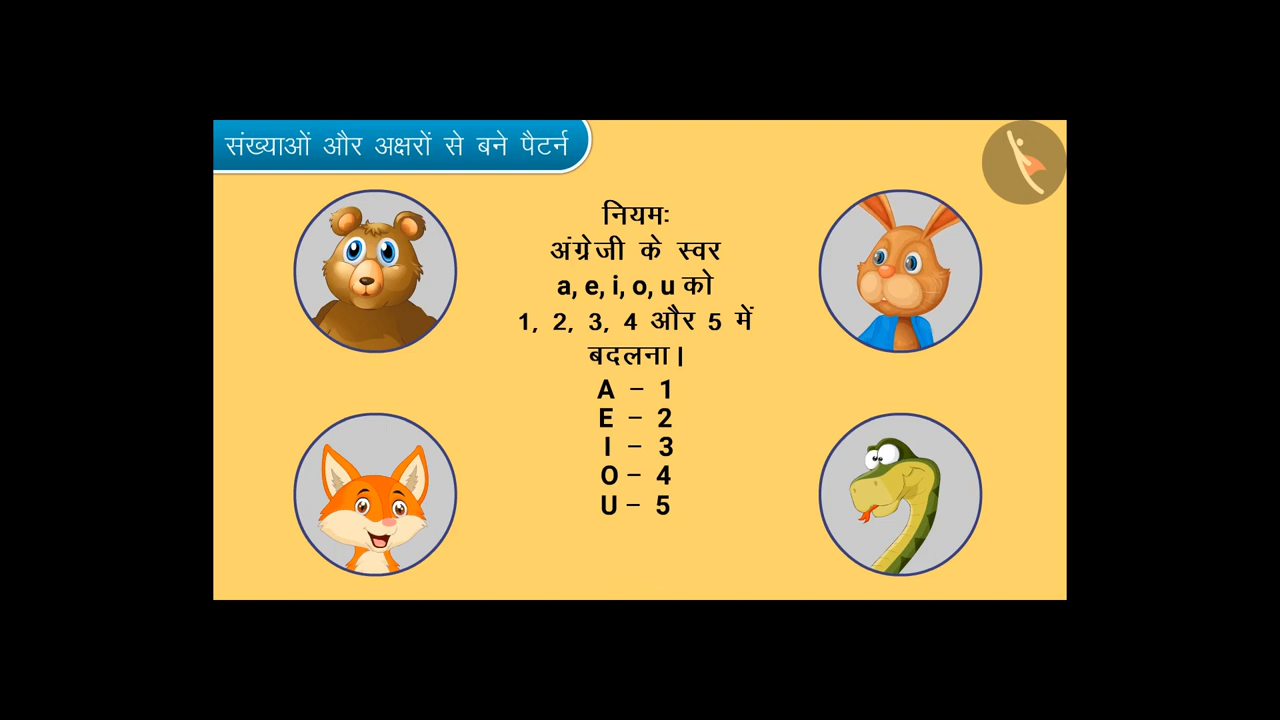 संख्याओं और अक्षरों से बने पैटर्न
नियमः
अंग्रेजी के स्वर
a, e, i, o, u को
1, 2, 3, 4 और 5 में
बदलना।
A – 1
E – 2
I – 3
O – 4
U – 5